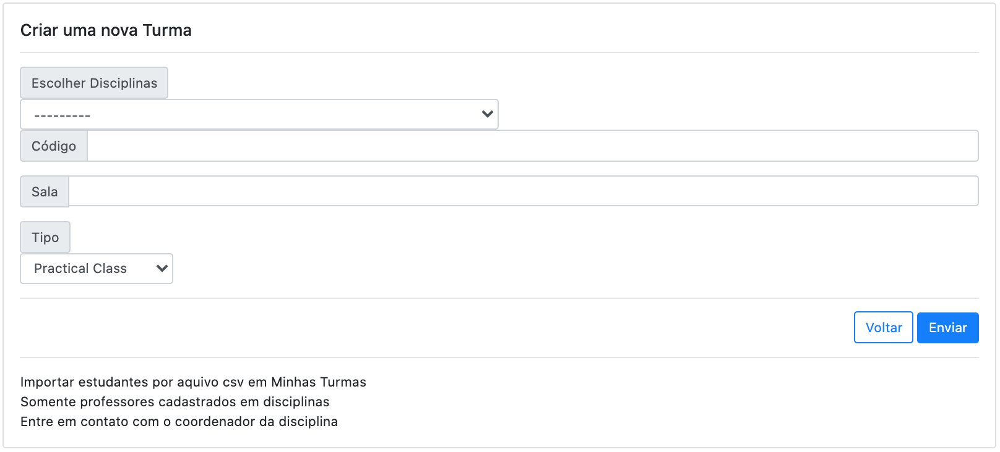 Criar uma nova Turma
Escolher Disciplinas
---------
Código
Sala
Tipo
Practical Class
Voltar Enviar
Importar estudantes por aquivo csv em Minhas Turmas
Somente professores cadastrados em disciplinas
Entre em contato com o coordenador da disciplina